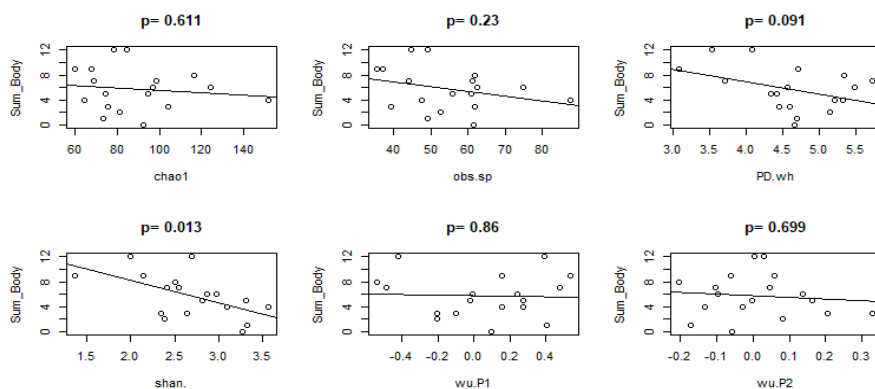 p= 0.611
12
8
4
0
Sum_Body
60 80 100 120 140
chao1
p= 0.23
12
8
4
0
Sum_Body
40 50 60 70 80
obs.sp
p= 0.091
12
8
4
0
Sum_Body
3.0 3.5 4.0 4.5 5.0 5.5
PD.wh
p= 0.013
12
8
4
0
Sum_Body
1.5 2.0 2.5 3.0 3.5
shan.
p= 0.86
12
8
4
0
Sum_Body
-0.4 -0.2 0.0 0.2 0.4
wu.P1
p= 0.699
12
8
4
0
Sum_Body
-0.2 -0.1 0.0 0.1 0.2 0.3
wu.P2